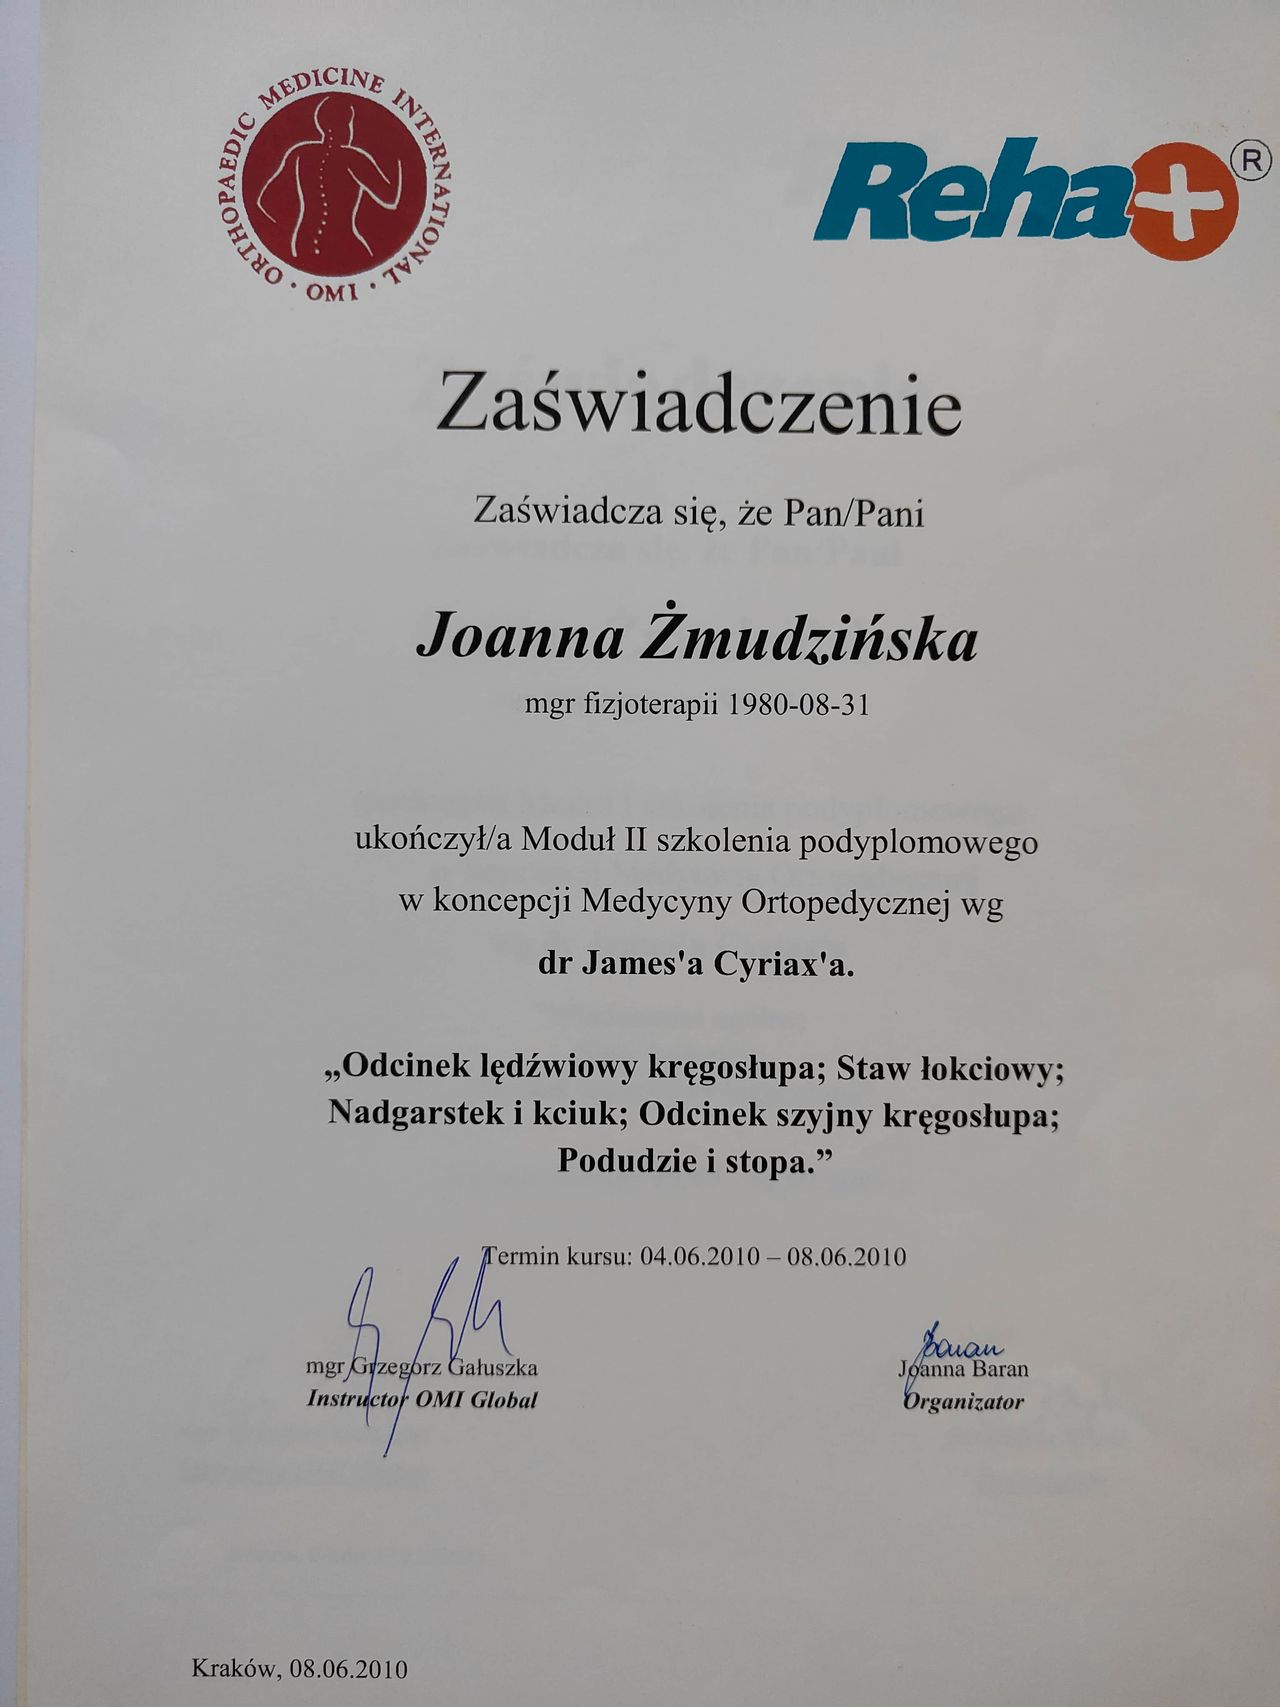 ORTHOPAEDIC MEDICINE INTERNATIONAL · OMI ·
Reha+®
Zaświadczenie
Zaświadcza się, że Pan/Pani
Joanna Żmudzińska
mgr fizjoterapii 1980-08-31
ukończył/a Moduł II szkolenia podyplomowego
w koncepcji Medycyny Ortopedycznej wg
dr James'a Cyriax'a.
„Odcinek lędźwiowy kręgosłupa; Staw łokciowy;
Nadgarstek i kciuk; Odcinek szyjny kręgosłupa;
Podudzie i stopa.”
Termin kursu: 04.06.2010 – 08.06.2010
JBaran
mgr Grzegorz Gałuszka
Joanna Baran
Instructor OMI Global
Organizator
Kraków, 08.06.2010